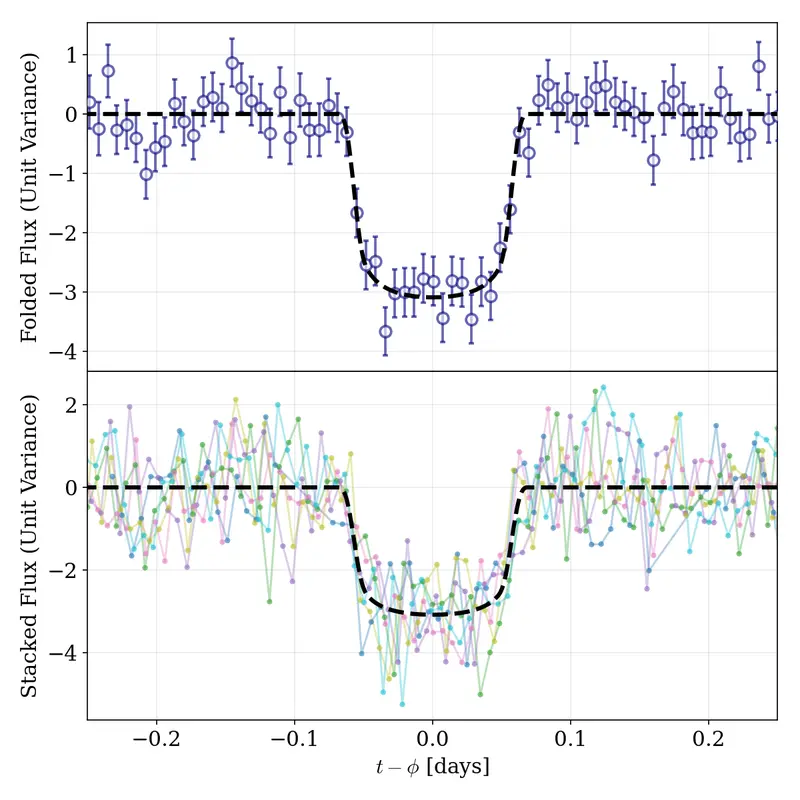 Folded Flux (Unit Variance)
1
0
−1
−2
−3
−4
Stacked Flux (Unit Variance)
2
0
−2
−4
−0.2 −0.1 0.0 0.1 0.2
t − ϕ [days]